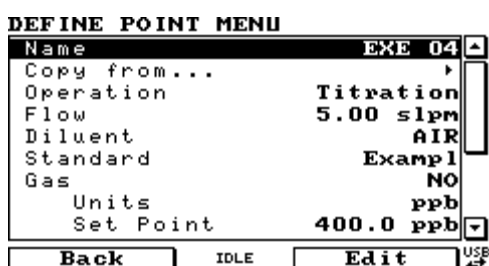 DEFINE POINT MENU
Name EXE 04
Copy from...
Operation Titration
Flow 5.00 slpm
Diluent AIR
Standard Exampl
Gas NO
Units ppb
Set Point 400.0 ppb
Back IDLE Edit USB